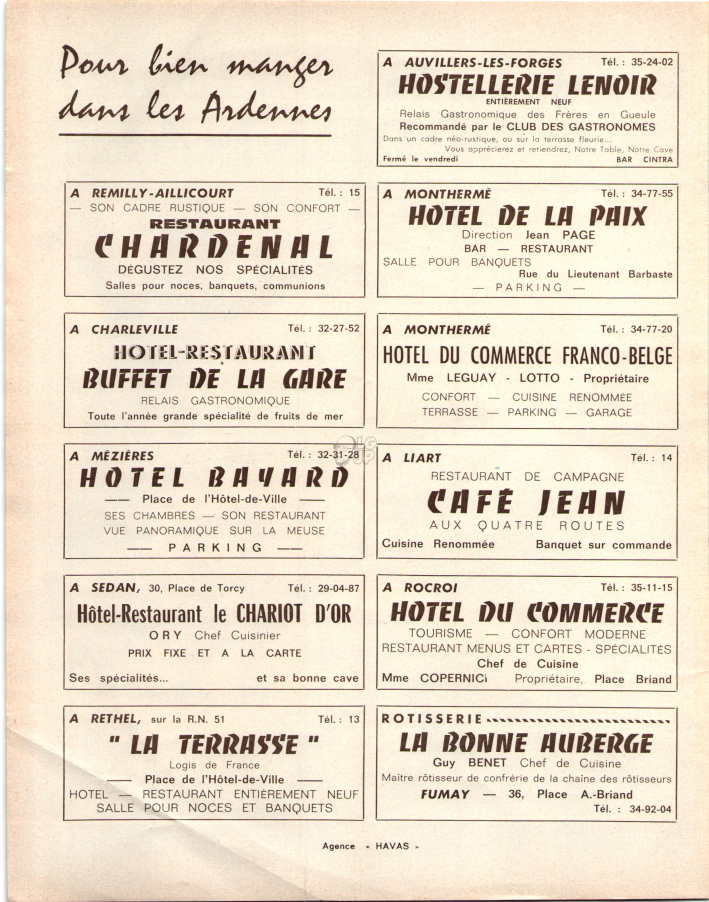 Pour bien manger
dans les Ardennes
A AUVILLERS-LES-FORGES Tél. : 35-24-02
HOSTELLERIE LENOIR
ENTIÈREMENT NEUF
Relais Gastronomique des Frères en Gueule
Recommandé par le CLUB DES GASTRONOMES
Dans un cadre néo-rustique, ou sur la terrasse fleurie...
Vous apprécierez et retiendrez, Notre Table, Notre Cave
Fermé le vendredi BAR CINTRA
A REMILLY-AILLICOURT Tél. : 15
— SON CADRE RUSTIQUE — SON CONFORT —
RESTAURANT
CHARDENAL
DÉGUSTEZ NOS SPÉCIALITÉS
Salles pour noces, banquets, communions
A MONTHERMÉ Tél. : 34-77-55
HOTEL DE LA PAIX
Direction Jean PAGE
BAR — RESTAURANT
SALLE POUR BANQUETS
Rue du Lieutenant Barbaste
— PARKING —
A CHARLEVILLE Tél. : 32-27-52
HOTEL-RESTAURANT
BUFFET DE LA GARE
RELAIS GASTRONOMIQUE
Toute l'année grande spécialité de fruits de mer
A MONTHERMÉ Tél. : 34-77-20
HOTEL DU COMMERCE FRANCO-BELGE
Mme LEGUAY - LOTTO - Propriétaire
CONFORT — CUISINE RENOMMÉE
TERRASSE — PARKING — GARAGE
A MÉZIÈRES Tél. : 32-31-28
HOTEL BAYARD
— Place de l'Hôtel-de-Ville —
SES CHAMBRES — SON RESTAURANT
VUE PANORAMIQUE SUR LA MEUSE
— PARKING —
A LIART Tél. : 14
RESTAURANT DE CAMPAGNE
CAFÉ JEAN
AUX QUATRE ROUTES
Cuisine Renommée Banquet sur commande
A SEDAN, 30, Place de Torcy Tél. : 29-04-87
Hôtel-Restaurant le CHARIOT D'OR
ORY Chef Cuisinier
PRIX FIXE ET A LA CARTE
Ses spécialités... et sa bonne cave
A ROCROI Tél. : 35-11-15
HOTEL DU COMMERCE
TOURISME — CONFORT MODERNE
RESTAURANT MENUS ET CARTES - SPÉCIALITÉS
Chef de Cuisine
Mme COPERNICI Propriétaire, Place Briand
A RETHEL, sur la R.N. 51 Tél. : 13
" LA TERRASSE "
Logis de France
— Place de l'Hôtel-de-Ville —
HOTEL — RESTAURANT ENTIÈREMENT NEUF
SALLE POUR NOCES ET BANQUETS
ROTISSERIE
LA BONNE AUBERGE
Guy BENET Chef de Cuisine
Maître rôtisseur de confrérie de la chaîne des rôtisseurs
FUMAY — 36, Place A.-Briand
Tél. : 34-92-04
Agence « HAVAS »